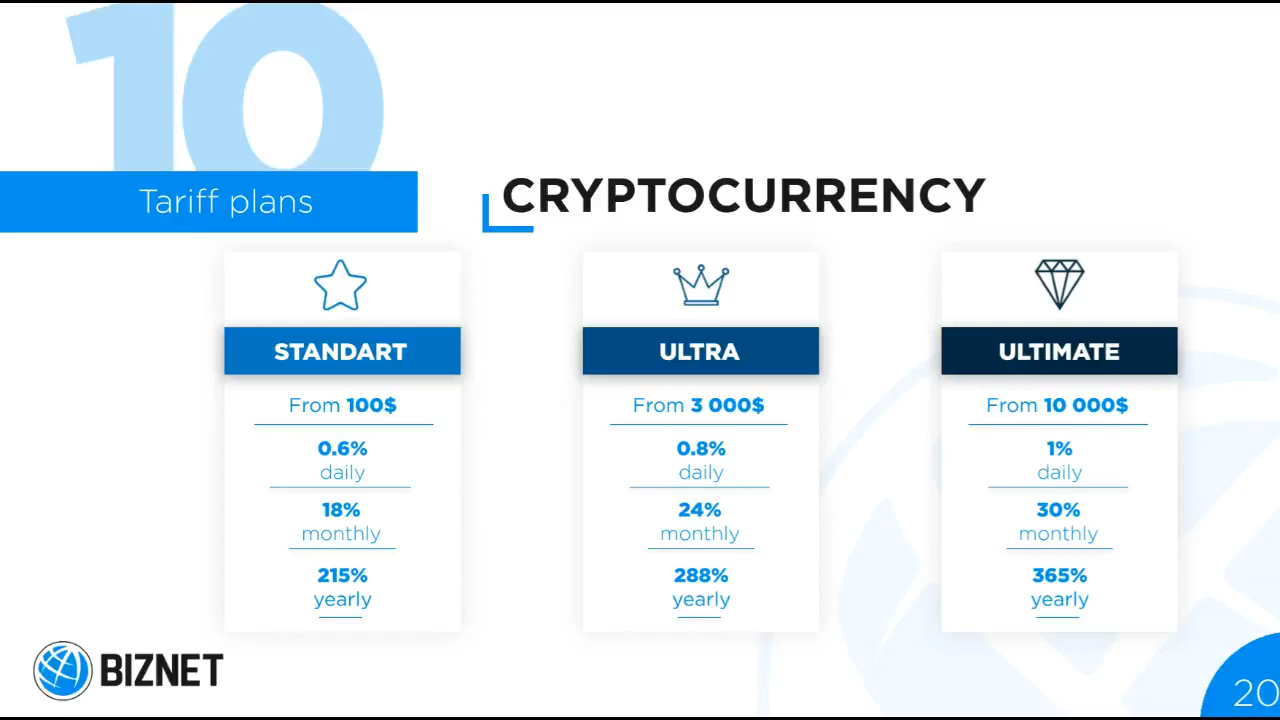 10
Tariff plans
CRYPTOCURRENCY
STANDART
From 100$
0.6%
daily
18%
monthly
215%
yearly
ULTRA
From 3 000$
0.8%
daily
24%
monthly
288%
yearly
ULTIMATE
From 10 000$
1%
daily
30%
monthly
365%
yearly
BIZNET
20